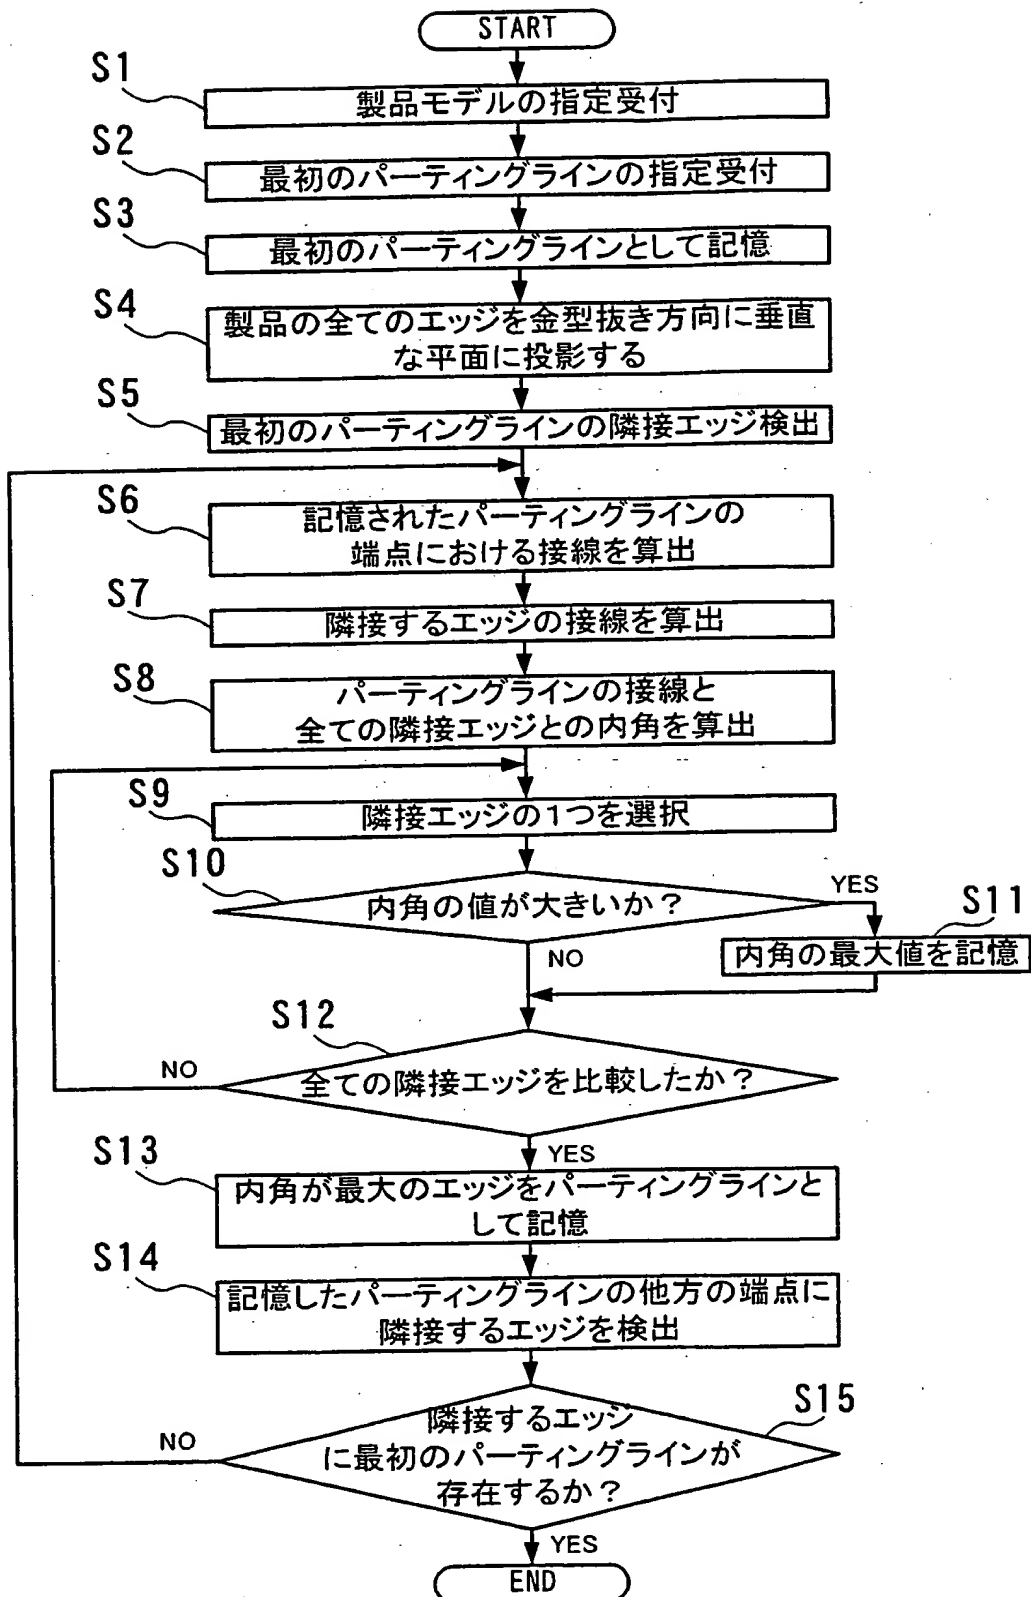 START
S1
製品モデルの指定受付
S2
最初のパーティングラインの指定受付
S3
最初のパーティングラインとして記憶
S4
製品の全てのエッジを金型抜き方向に垂直
な平面に投影する
S5
最初のパーティングラインの隣接エッジ検出
S6
記憶されたパーティングラインの
端点における接線を算出
S7
隣接するエッジの接線を算出
S8
パーティングラインの接線と
全ての隣接エッジとの内角を算出
S9
隣接エッジの1つを選択
S10
内角の値が大きいか？
YES
S11
内角の最大値を記憶
NO
S12
全ての隣接エッジを比較したか？
NO
YES
S13
内角が最大のエッジをパーティングラインと
して記憶
S14
記憶したパーティングラインの他方の端点に
隣接するエッジを検出
S15
隣接するエッジ
に最初のパーティングラインが
存在するか？
NO
YES
END